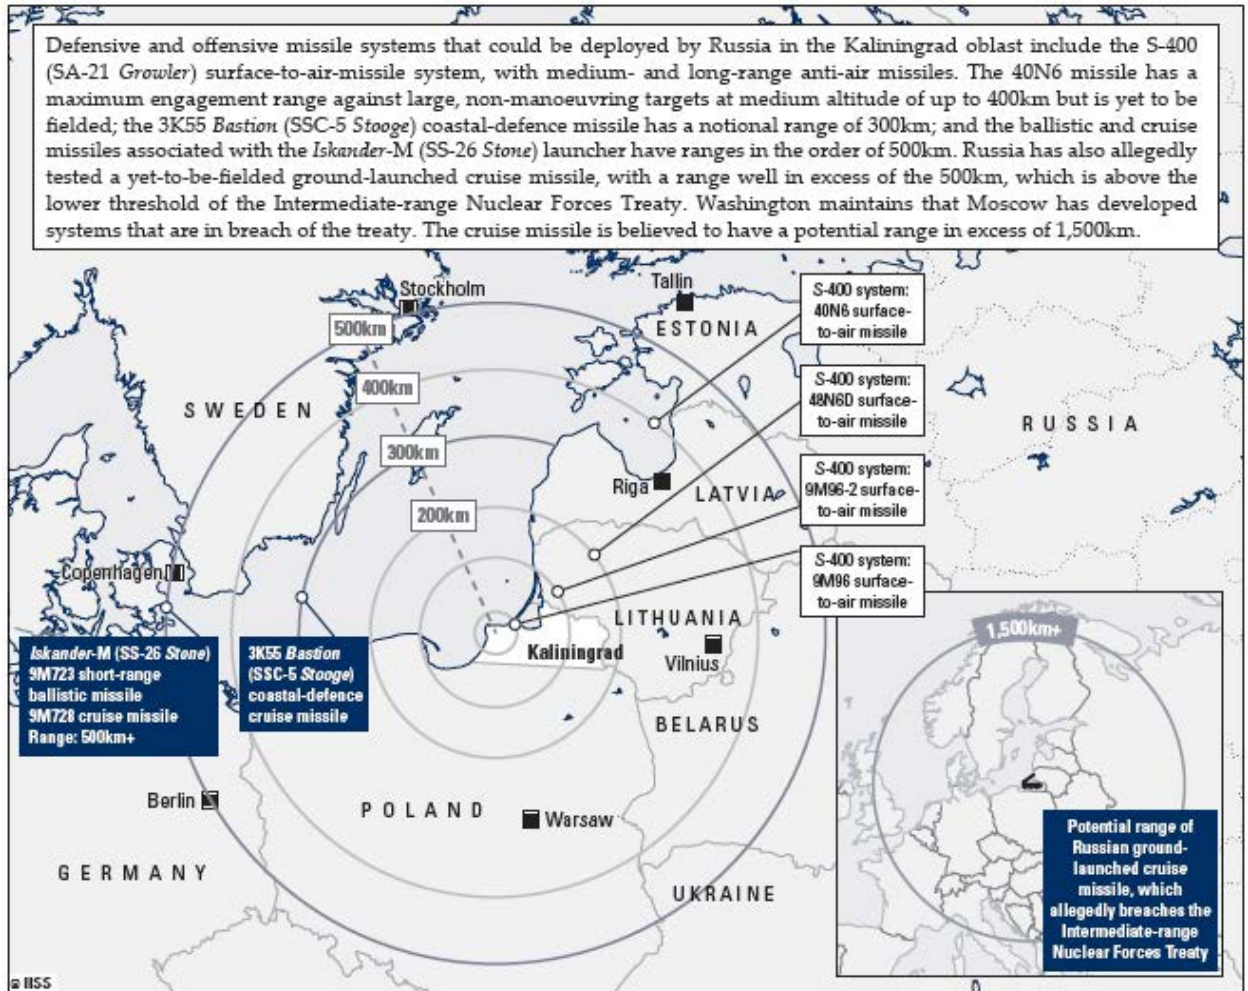 Defensive and offensive missile systems that could be deployed by Russia in the Kaliningrad oblast include the S-400
(SA-21 Growler) surface-to-air-missile system, with medium- and long-range anti-air missiles. The 40N6 missile has a
maximum engagement range against large, non-manoeuvring targets at medium altitude of up to 400km but is yet to be
fielded; the 3K55 Bastion (SSC-5 Stooge) coastal-defence missile has a notional range of 300km; and the ballistic and cruise
missiles associated with the Iskander-M (SS-26 Stone) launcher have ranges in the order of 500km. Russia has also allegedly
tested a yet-to-be-fielded ground-launched cruise missile, with a range well in excess of the 500km, which is above the
lower threshold of the Intermediate-range Nuclear Forces Treaty. Washington maintains that Moscow has developed
systems that are in breach of the treaty. The cruise missile is believed to have a potential range in excess of 1,500km.
Stockholm
Tallin
500km
ESTONIA
S-400 system:
40N6 surface-
to-air missile
400km
SWEDEN
S-400 system:
48N6D surface-
to-air missile
RUSSIA
300km
Riga
LATVIA
S-400 system:
9M96-2 surface-
to-air missile
200km
Copenhagen
S-400 system:
9M96 surface-
to-air missile
LITHUANIA
Kaliningrad
Vilnius
Iskander-M (SS-26 Stone)
9M723 short-range
ballistic missile
9M728 cruise missile
Range: 500km+
3K55 Bastion
(SSC-5 Stooge)
coastal-defence
cruise missile
BELARUS
1,500km+
Berlin
POLAND
Warsaw
GERMANY
UKRAINE
Potential range of
Russian ground-
launched cruise
missile, which
allegedly breaches the
Intermediate-range
Nuclear Forces Treaty
© IISS